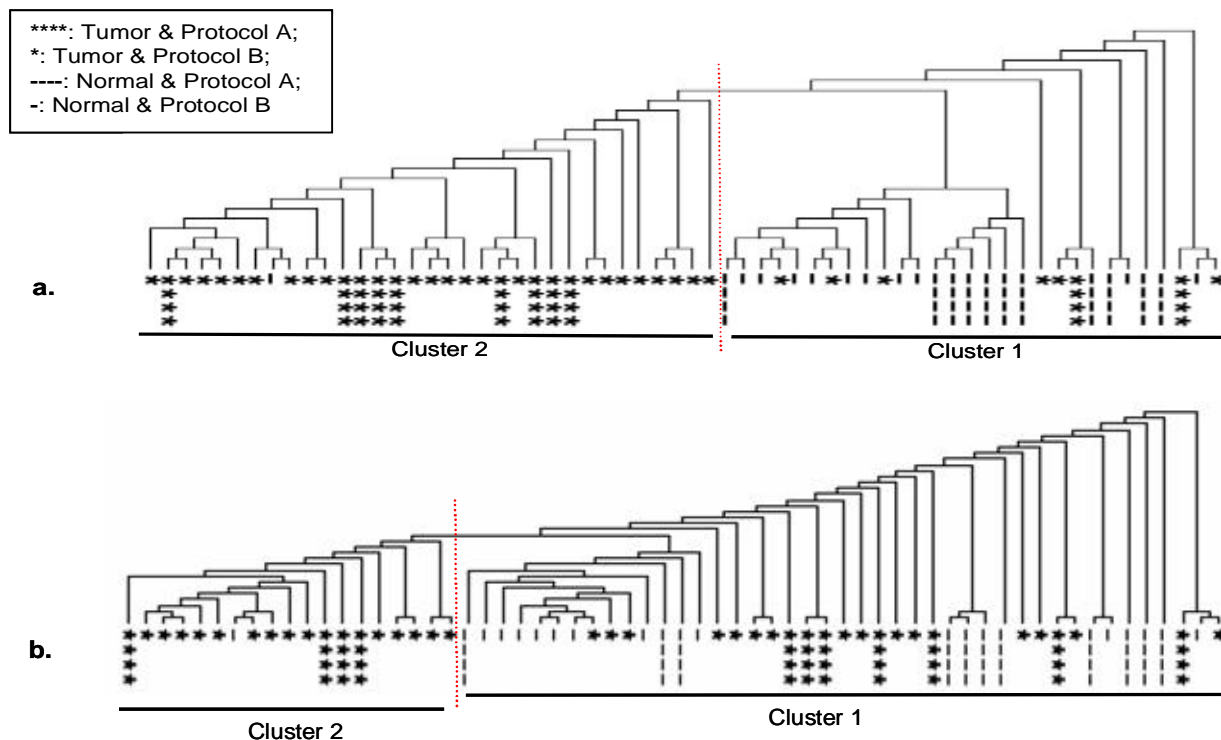 ****: Tumor & Protocol A;
*: Tumor & Protocol B;
----: Normal & Protocol A;
-: Normal & Protocol B
a.
Cluster 2
Cluster 1
b.
Cluster 2
Cluster 1